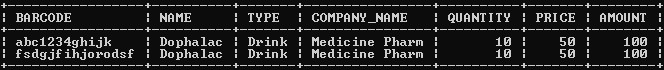 BARCODE | NAME | TYPE | COMPANY_NAME | QUANTITY | PRICE | AMOUNT
abc1234ghijk | Dophalac | Drink | Medicine Pharm | 10 | 50 | 100
fsdgjfihjorodsf | Dophalac | Drink | Medicine Pharm | 10 | 50 | 100